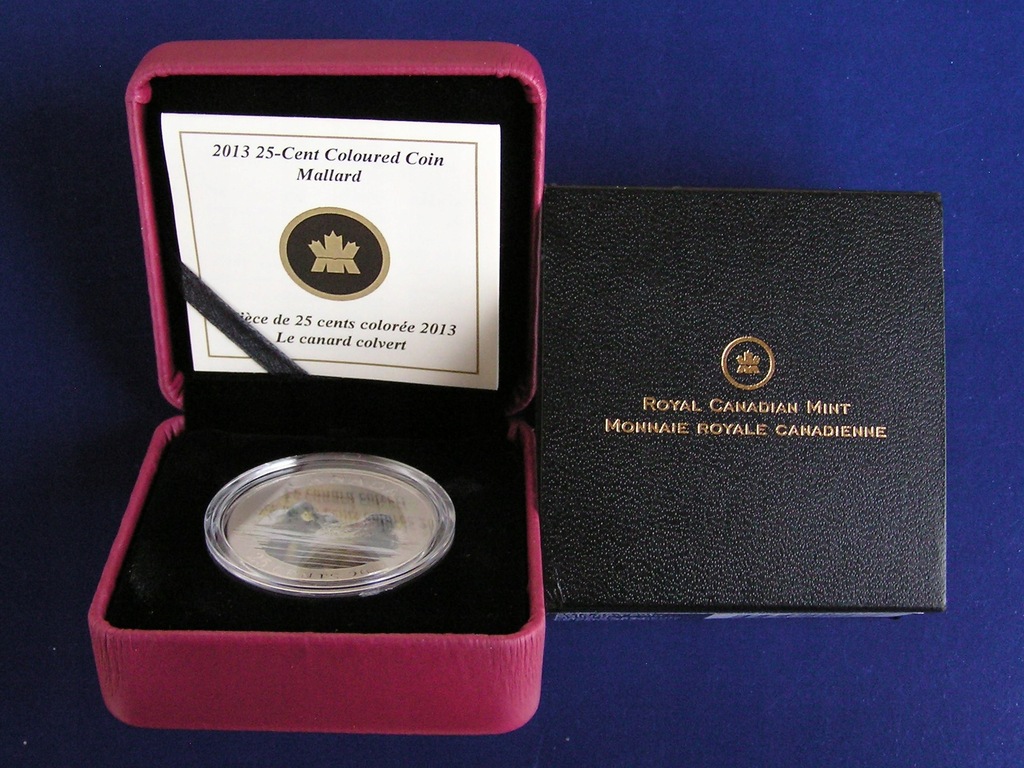 2013 25-Cent Coloured Coin
Mallard
ièce de 25 cents colorée 2013
Le canard colvert
ROYAL CANADIAN MINT
MONNAIE ROYALE CANADIENNE